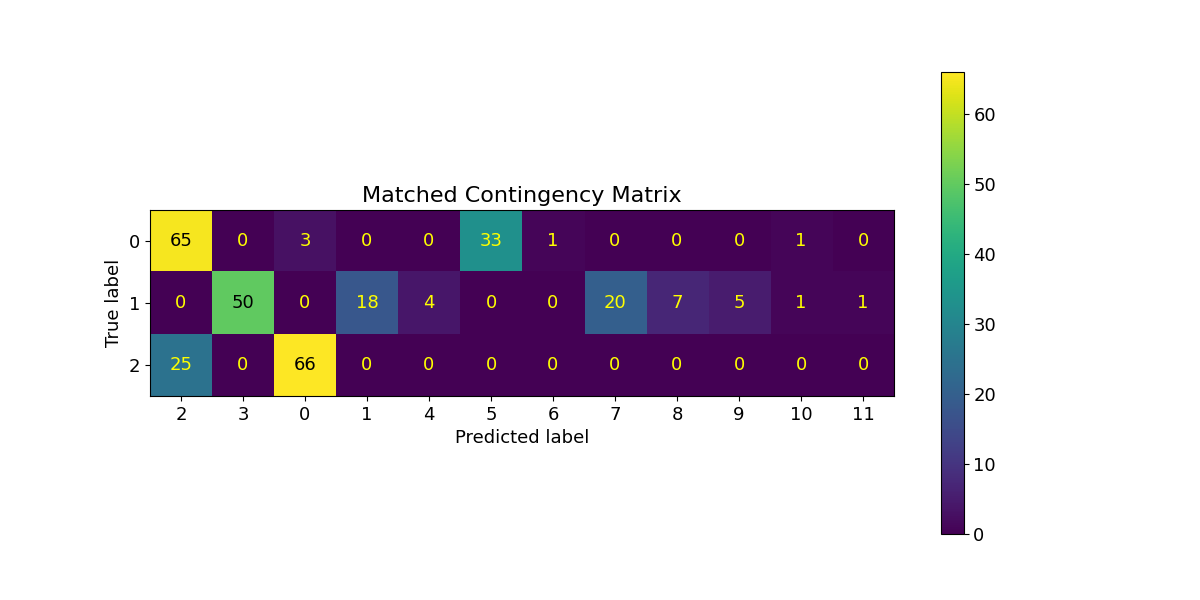 Matched Contingency Matrix
True label
0 65 0 3 0 0 33 1 0 0 0 1 0
1 0 50 0 18 4 0 0 20 7 5 1 1
2 25 0 66 0 0 0 0 0 0 0 0 0
2 3 0 1 4 5 6 7 8 9 10 11
Predicted label
60
50
40
30
20
10
0